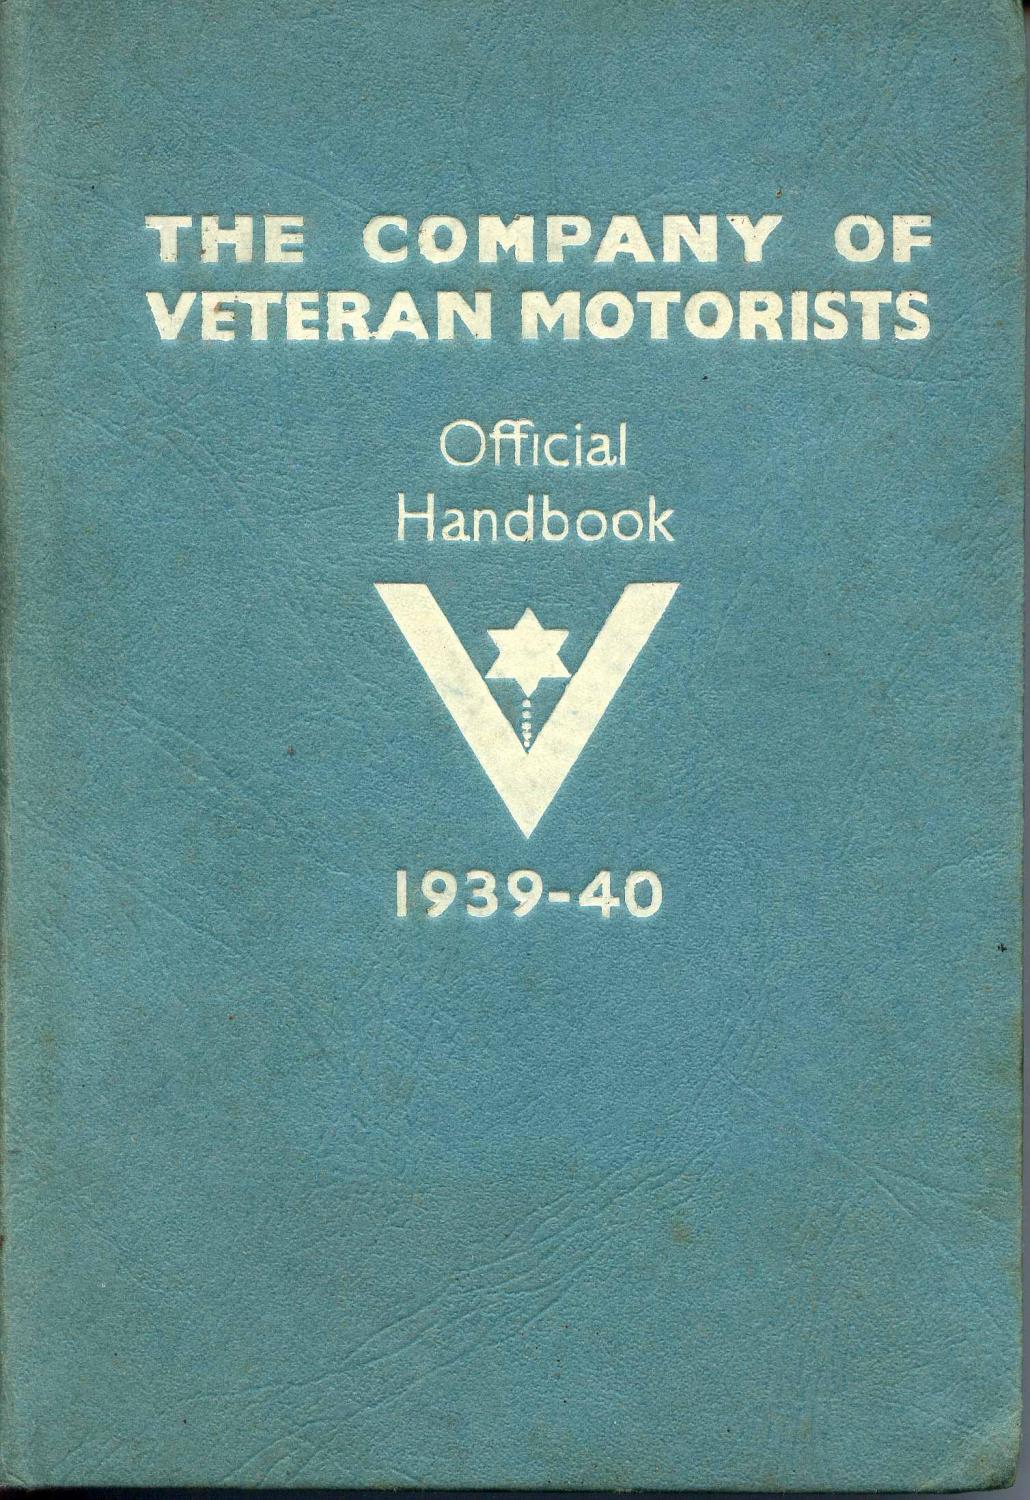 THE COMPANY OF
VETERAN MOTORISTS
Official
Handbook
1939-40